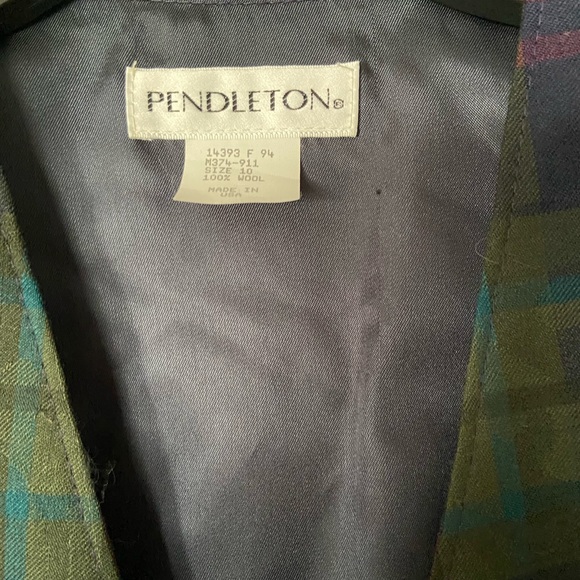 PENDLETON®
14393 F 94
M374-911
SIZE 10
100% WOOL
MADE IN
USA